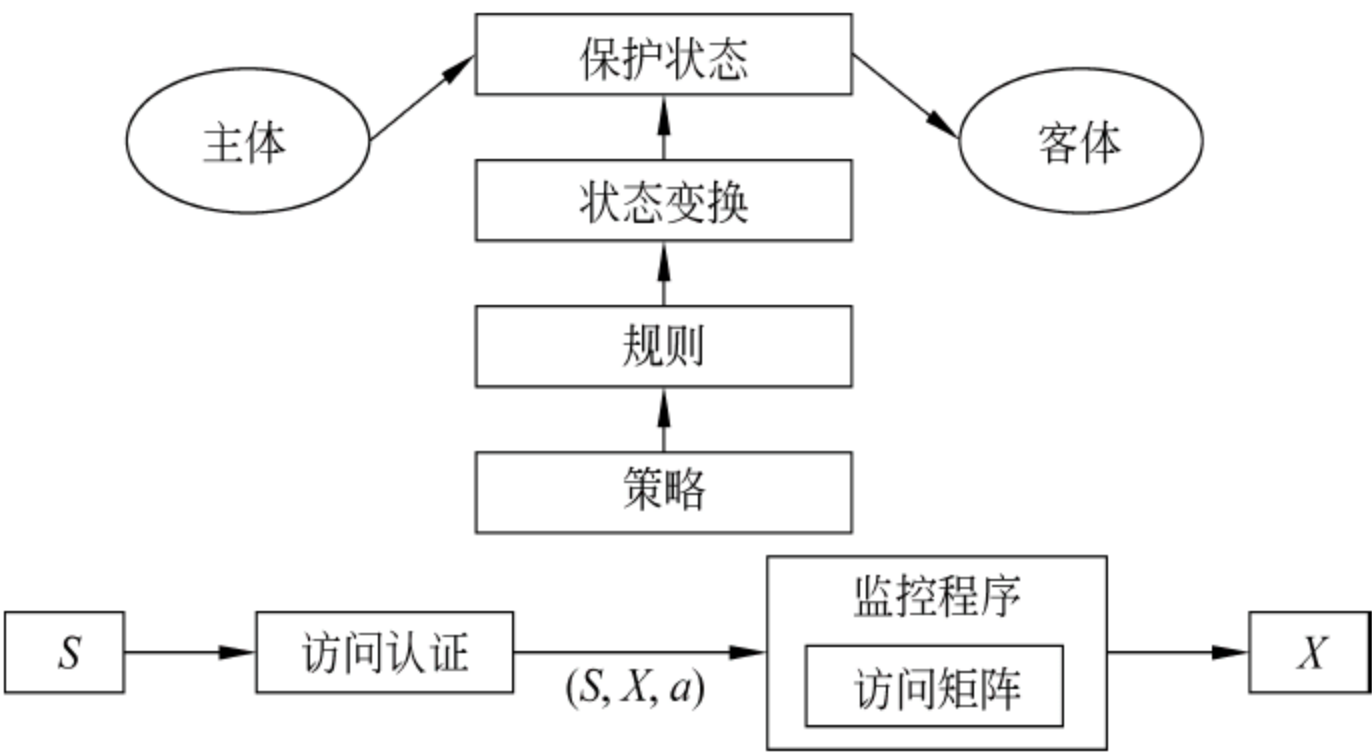 保护状态
主体
客体
状态变换
规则
策略
监控程序
S
访问认证
(S, X, a)
访问矩阵
X